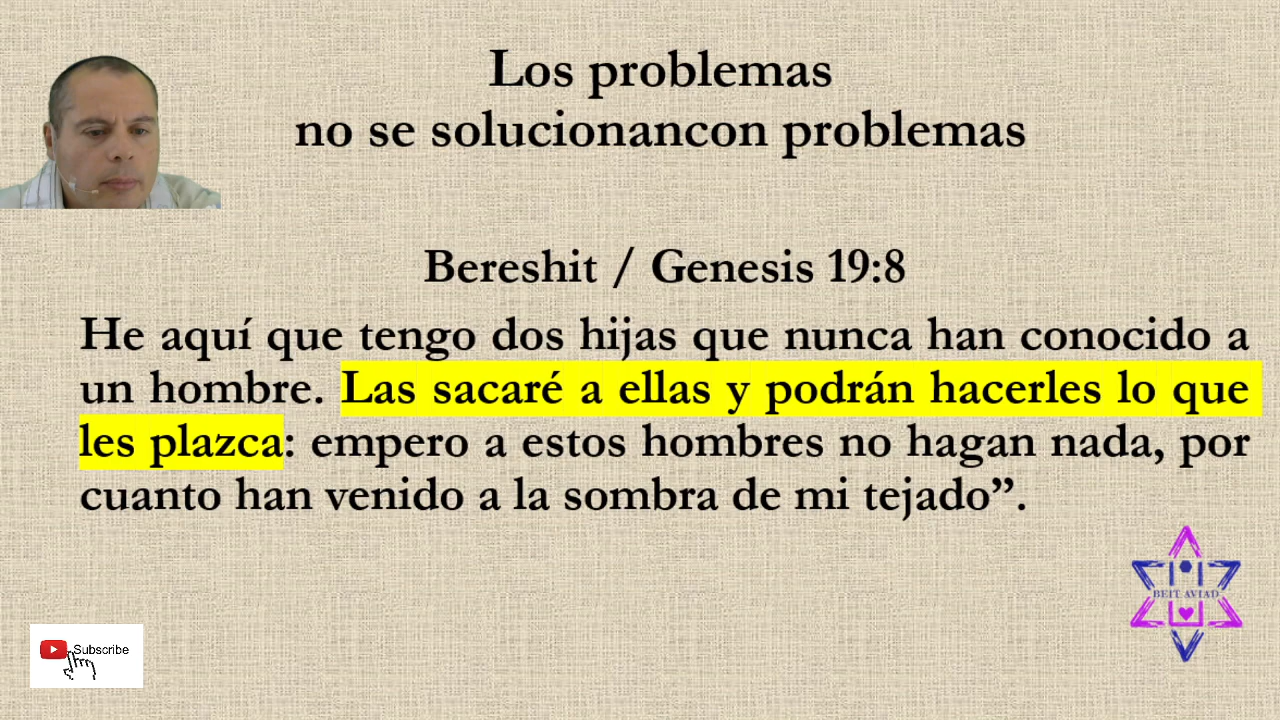 Los problemas
no se solucionancon problemas
Bereshit / Genesis 19:8
He aquí que tengo dos hijas que nunca han conocido a
un hombre. Las sacaré a ellas y podrán hacerles lo que
les plazca: empero a estos hombres no hagan nada, por
cuanto han venido a la sombra de mi tejado”.
BEIT AVIAD
Subscribe